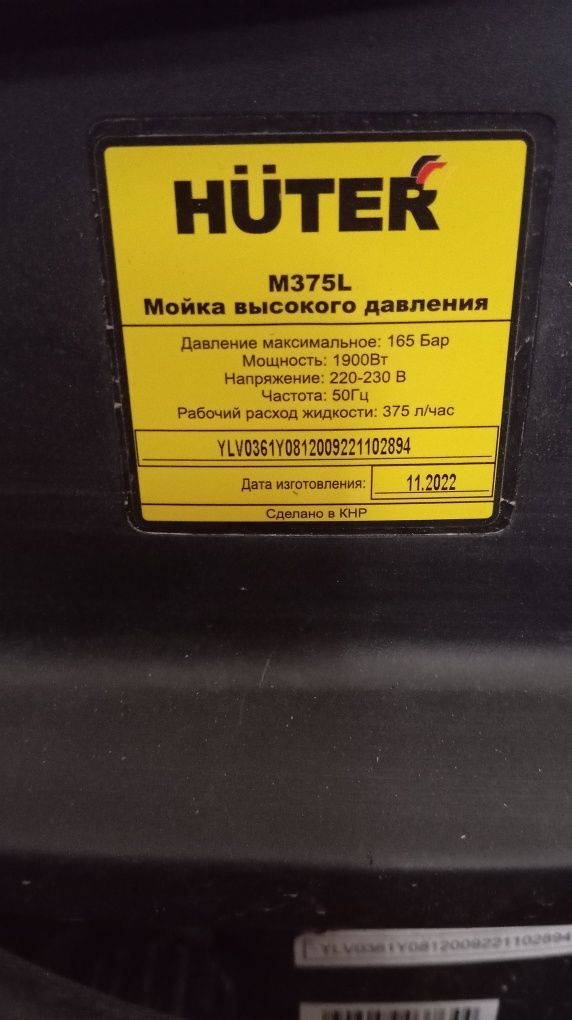 HÜTER
M375L
Мойка высокого давления
Давление максимальное: 165 Бар
Мощность: 1900Вт
Напряжение: 220-230 В
Частота: 50Гц
Рабочий расход жидкости: 375 л/час
YLV0361Y0812009221102894
Дата изготовления: 11.2022
Сделано в КНР
YLV0361Y0812009221102894